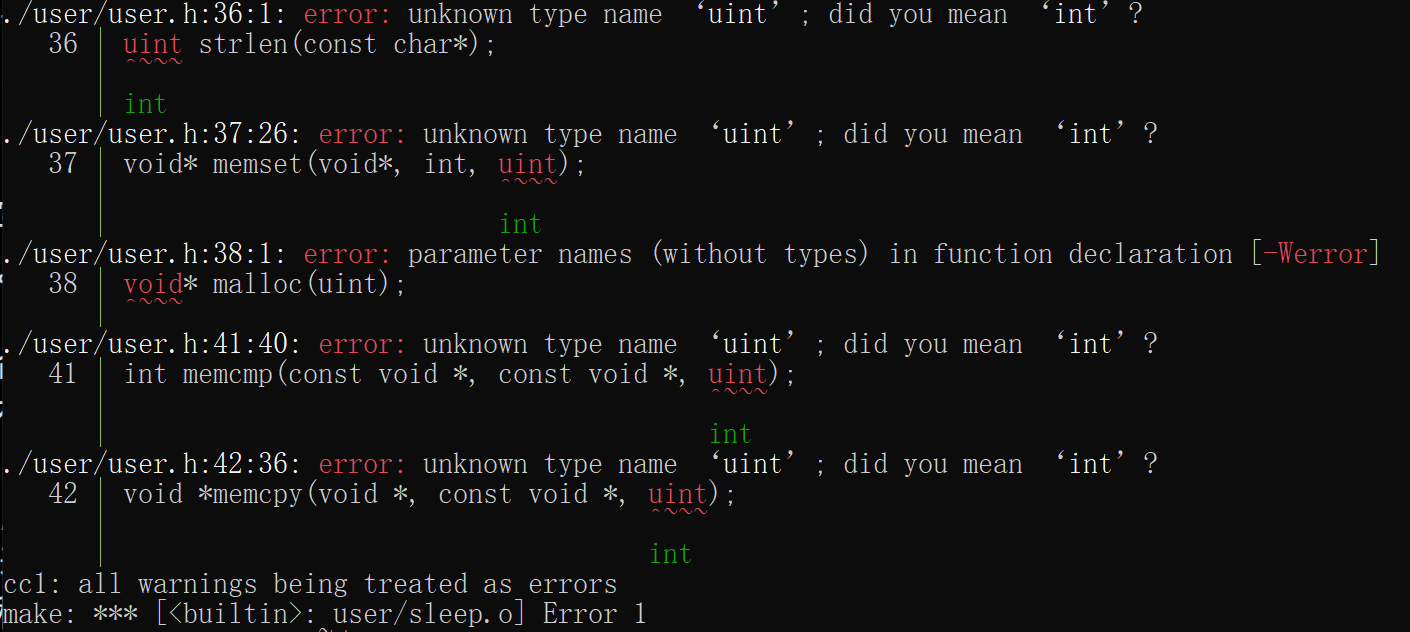 ./user/user.h:36:1: error: unknown type name ‘uint’; did you mean ‘int’?
   36 | uint strlen(const char*);
      | ^~~~
      | int
./user/user.h:37:26: error: unknown type name ‘uint’; did you mean ‘int’?
   37 | void* memset(void*, int, uint);
      |                          ^~~~
      |                          int
./user/user.h:38:1: error: parameter names (without types) in function declaration [-Werror]
   38 | void* malloc(uint);
      | ^~~~
./user/user.h:41:40: error: unknown type name ‘uint’; did you mean ‘int’?
   41 | int memcmp(const void *, const void *, uint);
      |                                        ^~~~
      |                                        int
./user/user.h:42:36: error: unknown type name ‘uint’; did you mean ‘int’?
   42 | void *memcpy(void *, const void *, uint);
      |                                    ^~~~
      |                                    int
cc1: all warnings being treated as errors
make: *** [<builtin>: user/sleep.o] Error 1